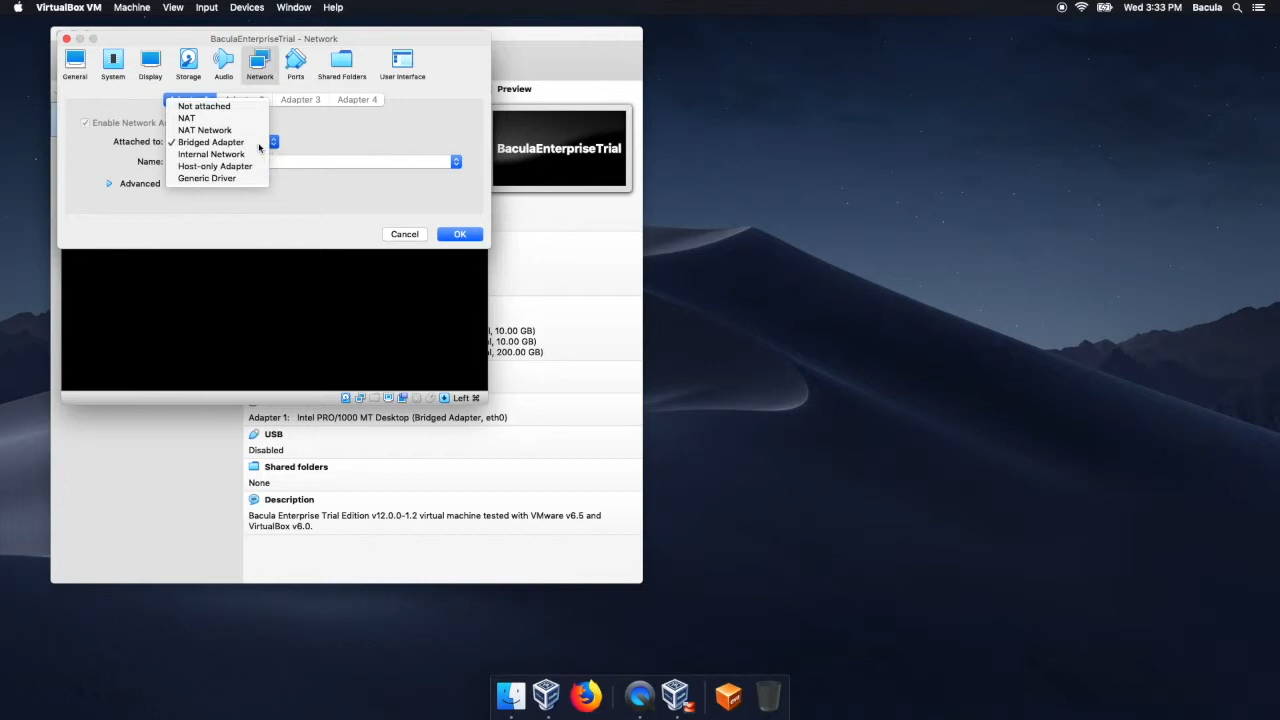 VirtualBox VM Machine View Input Devices Window Help
Wed 3:33 PM Bacula
BaculaEnterpriseTrial - Network
General System Display Storage Audio Network Ports Shared Folders User Interface
Preview
Adapter 3 Adapter 4
Not attached
NAT
Enable Network
NAT Network
Attached to: ✓ Bridged Adapter
Internal Network
Name:
Host-only Adapter
Generic Driver
Advanced
BaculaEnterpriseTrial
Cancel OK
, 10.00 GB)
, 10.00 GB)
, 200.00 GB)
Left ⌘
Adapter 1: Intel PRO/1000 MT Desktop (Bridged Adapter, eth0)
USB
Disabled
Shared folders
None
Description
Bacula Enterprise Trial Edition v12.0.0-1.2 virtual machine tested with VMware v6.5 and
VirtualBox v6.0.